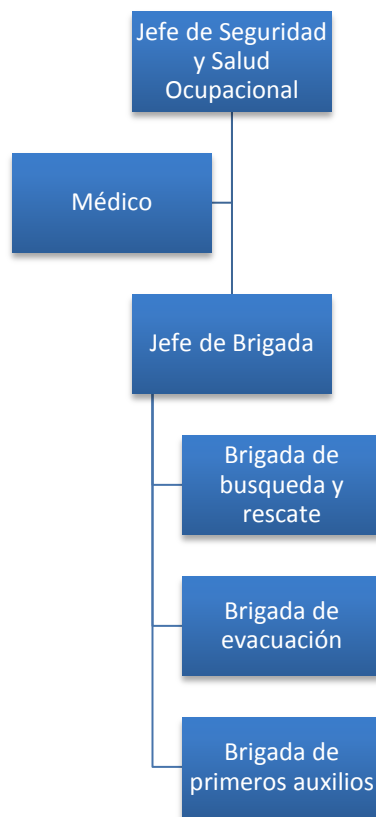 Jefe de Seguridad
y Salud
Ocupacional
Médico
Jefe de Brigada
Brigada de
busqueda y
rescate
Brigada de
evacuación
Brigada de
primeros auxilios